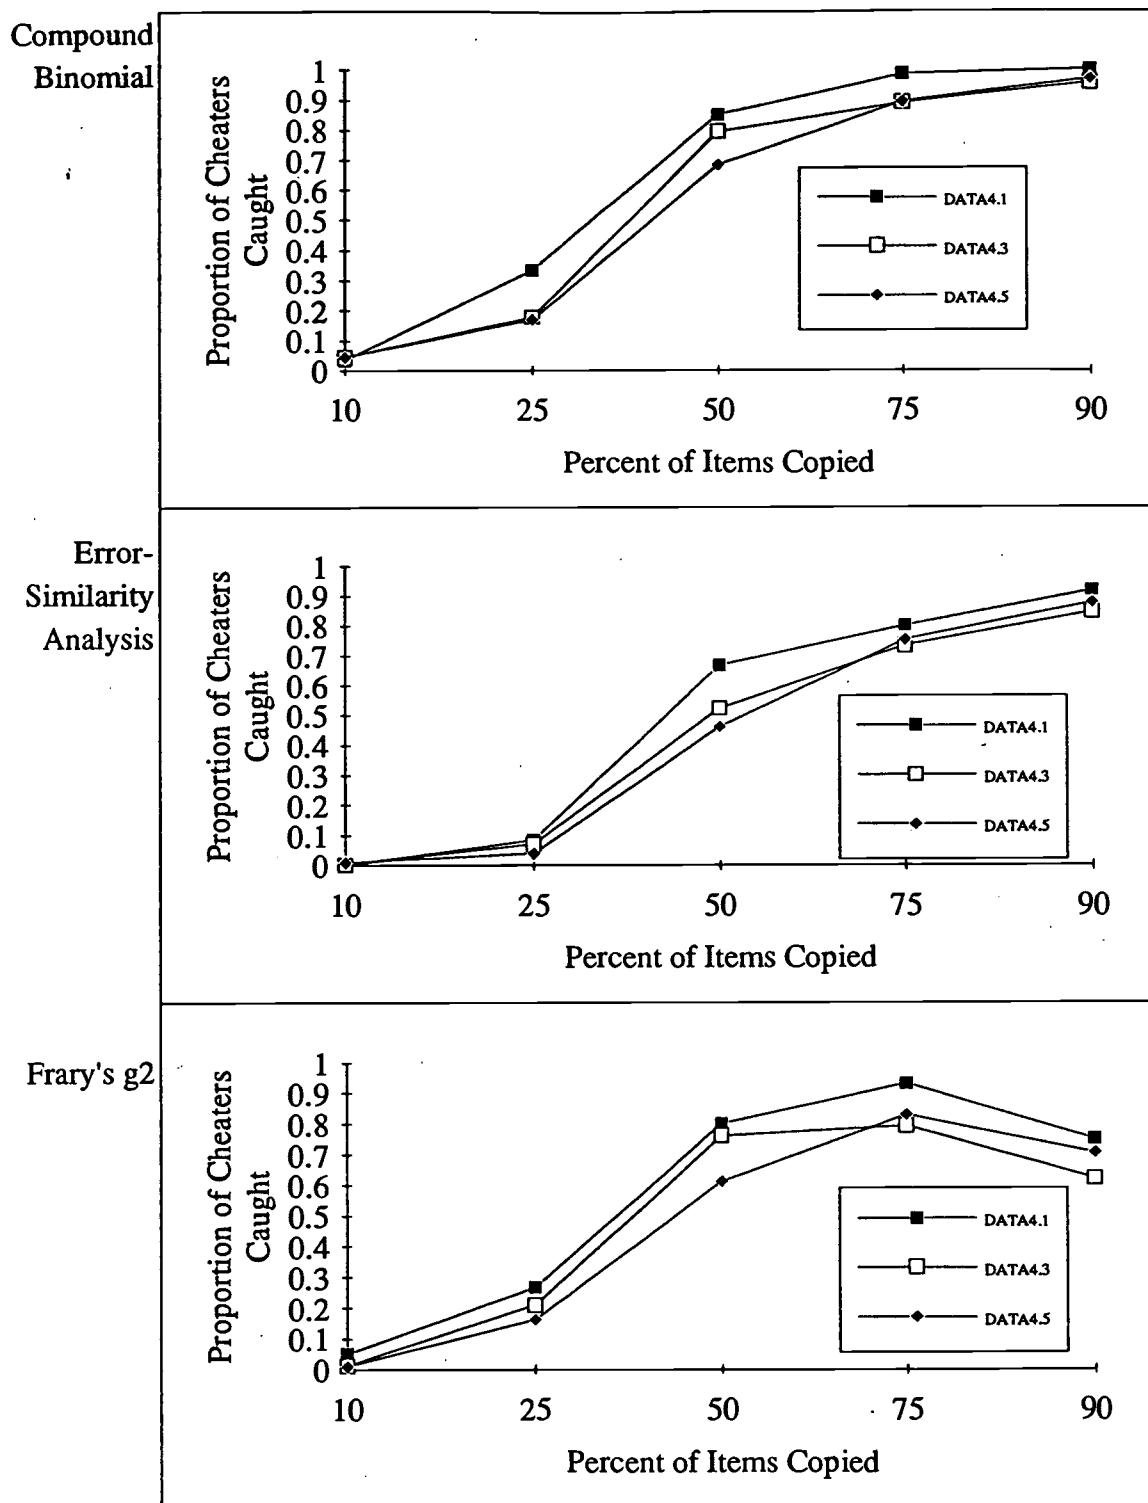 Compound
Binomial
Proportion of Cheaters
Caught
1
0.9
0.8
0.7
0.6
0.5
0.4
0.3
0.2
0.1
0
10 25 50 75 90
Percent of Items Copied
DATA4.1
DATA4.3
DATA4.5
Error-
Similarity
Analysis
Proportion of Cheaters
Caught
1
0.9
0.8
0.7
0.6
0.5
0.4
0.3
0.2
0.1
0
10 25 50 75 90
Percent of Items Copied
DATA4.1
DATA4.3
DATA4.5
Frary's g2
Proportion of Cheaters
Caught
1
0.9
0.8
0.7
0.6
0.5
0.4
0.3
0.2
0.1
0
10 25 50 75 90
Percent of Items Copied
DATA4.1
DATA4.3
DATA4.5